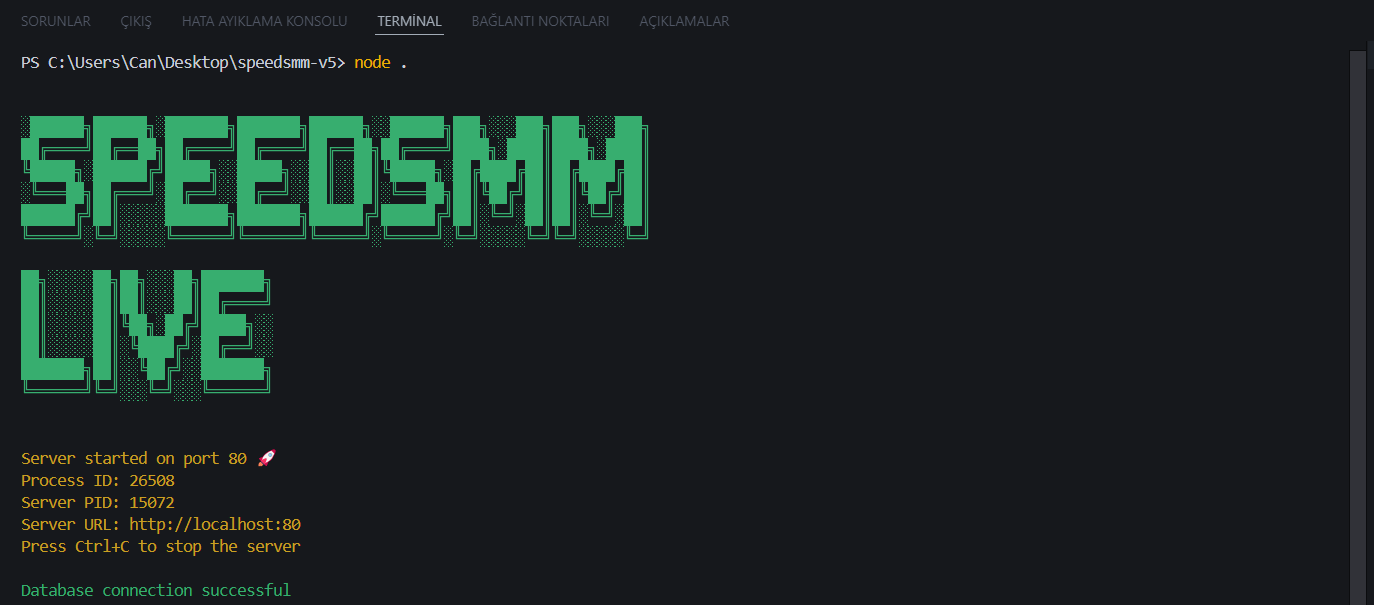 SORUNLAR ÇIKIŞ HATA AYIKLAMA KONSOLU TERMİNAL BAĞLANTI NOKTALARI AÇIKLAMALAR
PS C:\Users\Can\Desktop\speedsmm-v5> node .
SPEEDSMM
LIVE
Server started on port 80 🚀
Process ID: 26508
Server PID: 15072
Server URL: http://localhost:80
Press Ctrl+C to stop the server
Database connection successful